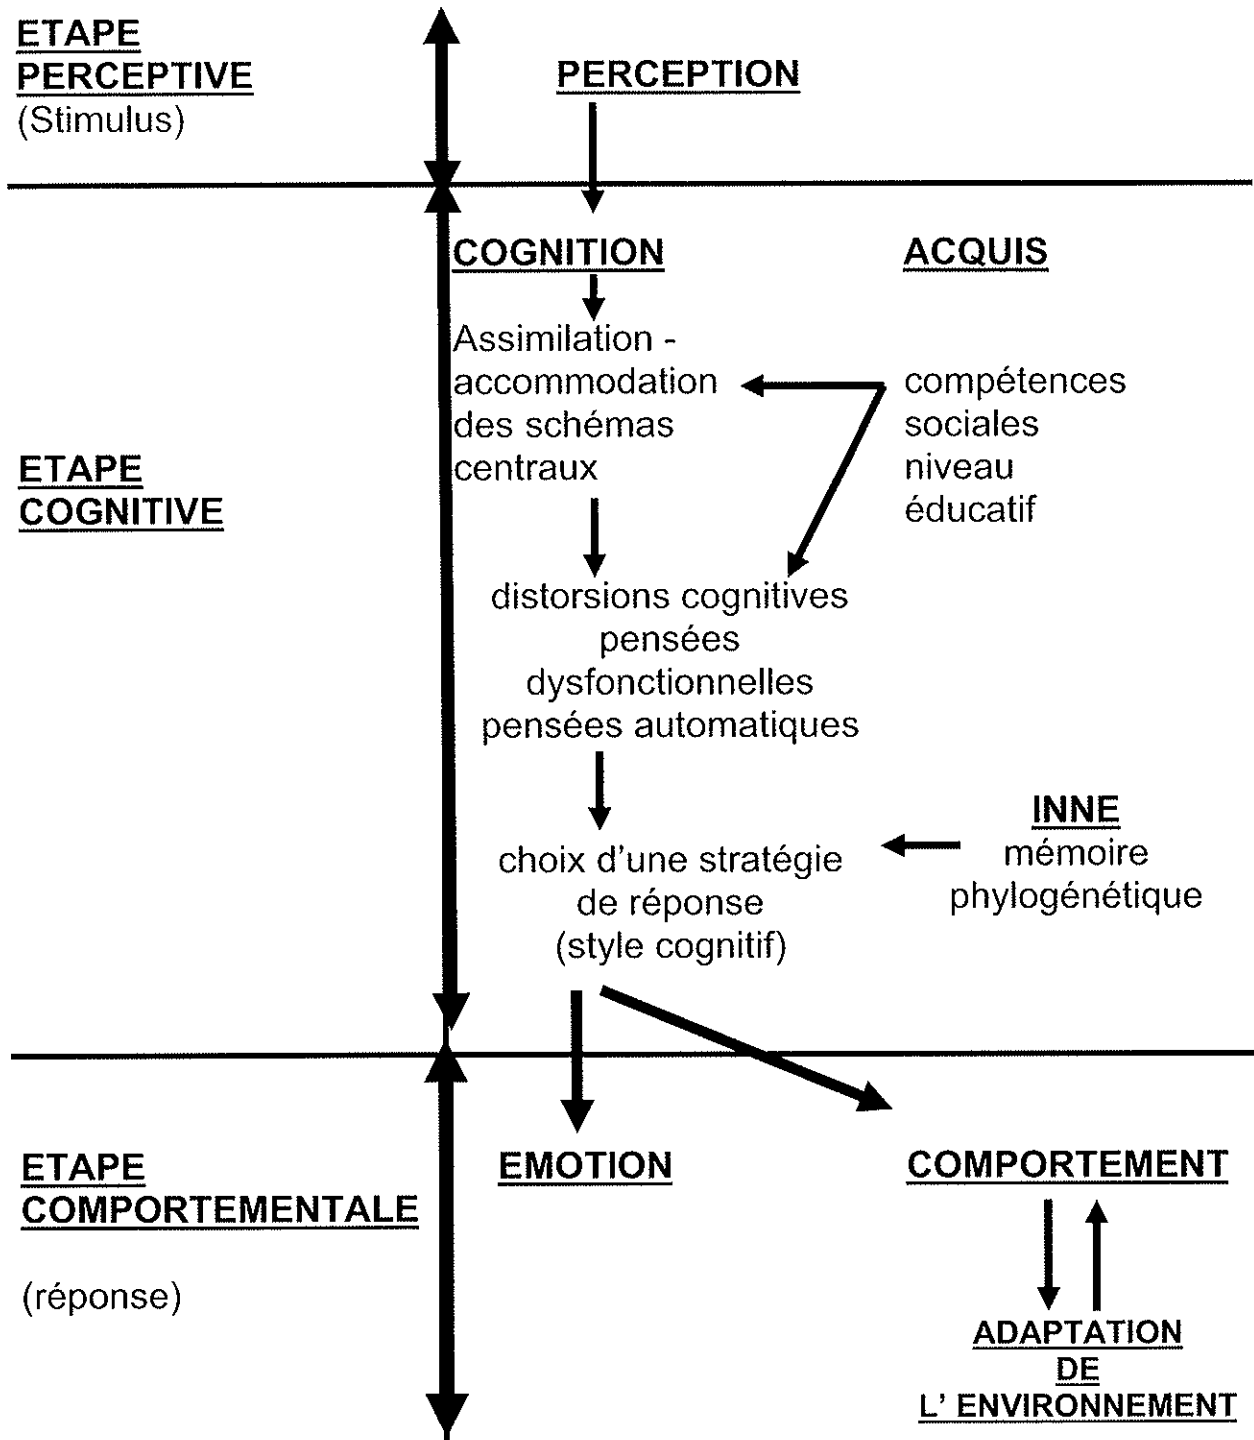 ETAPE
PERCEPTIVE
(Stimulus)
PERCEPTION
ETAPE
COGNITIVE
COGNITION
Assimilation -
accommodation
des schémas
centraux
ACQUIS
compétences
sociales
niveau
éducatif
distorsions cognitives
pensées
dysfonctionnelles
pensées automatiques
choix d'une stratégie
de réponse
(style cognitif)
INNE
mémoire
phylogénétique
ETAPE
COMPORTEMENTALE
(réponse)
EMOTION
COMPORTEMENT
ADAPTATION
DE
L' ENVIRONNEMENT